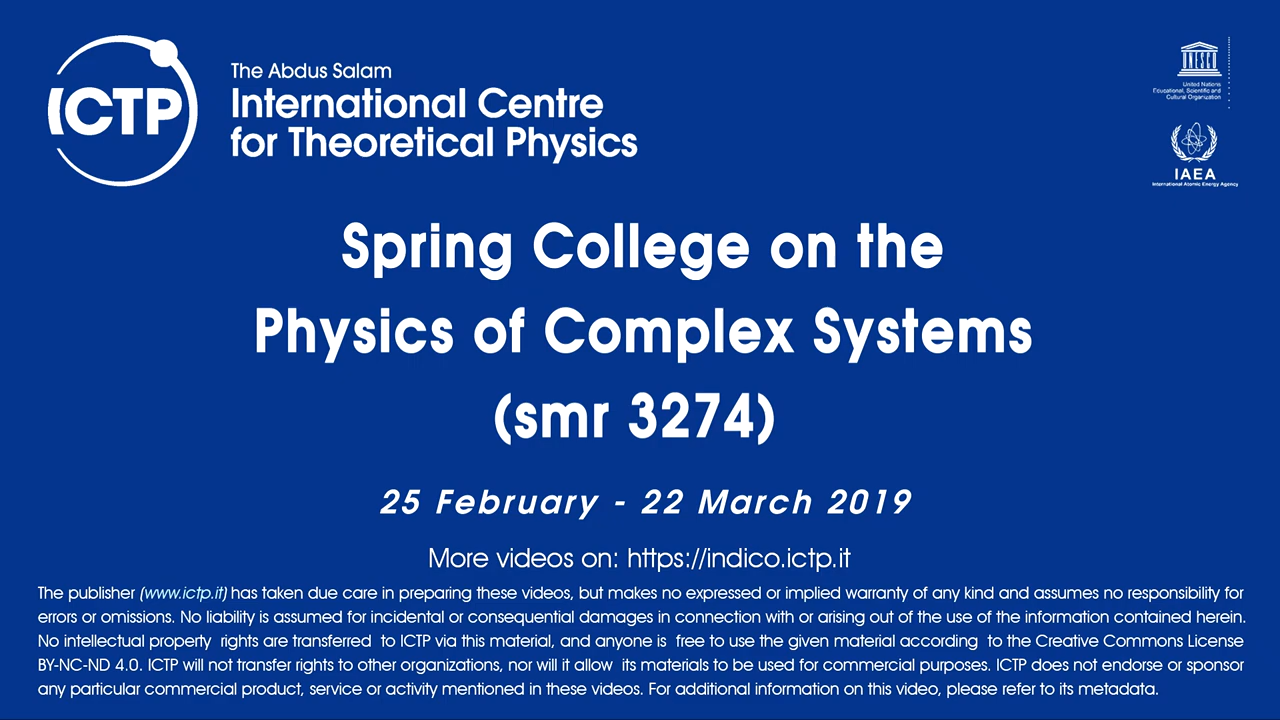 ICTP
The Abdus Salam
International Centre
for Theoretical Physics
UNESCO
United Nations
Educational, Scientific and
Cultural Organization
IAEA
International Atomic Energy Agency
Spring College on the
Physics of Complex Systems
(smr 3274)
25 February - 22 March 2019
More videos on: https://indico.ictp.it
The publisher (www.ictp.it) has taken due care in preparing these videos, but makes no expressed or implied warranty of any kind and assumes no responsibility for
errors or omissions. No liability is assumed for incidental or consequential damages in connection with or arising out of the use of the information contained herein.
No intellectual property rights are transferred to ICTP via this material, and anyone is free to use the given material according to the Creative Commons License
BY-NC-ND 4.0. ICTP will not transfer rights to other organizations, nor will it allow its materials to be used for commercial purposes. ICTP does not endorse or sponsor
any particular commercial product, service or activity mentioned in these videos. For additional information on this video, please refer to its metadata.